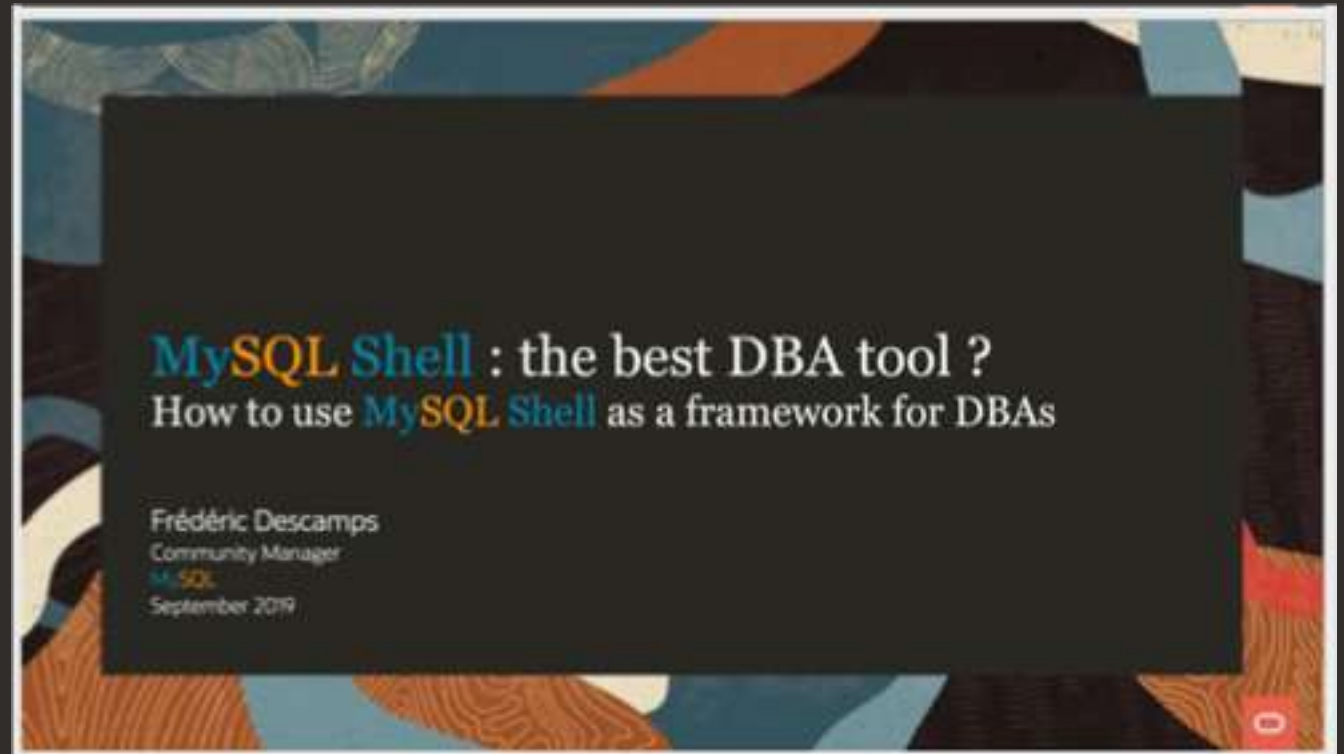 MySQL Shell : the best DBA tool ?
How to use MySQL Shell as a framework for DBAs
Frédéric Descamps
Community Manager
MySQL
September 2019